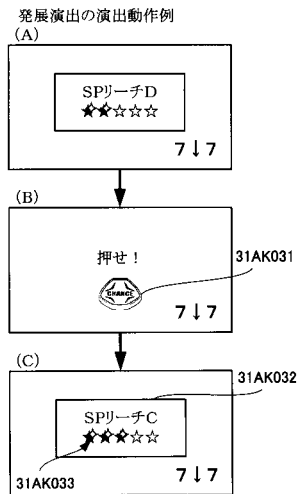 発展演出の演出動作例
(A)
SPリーチD
★★☆☆☆
7↓7
(B)
押せ！
31AK031
CHANCE
7↓7
(C)
31AK032
SPリーチC
★★★☆☆
31AK033
7↓7